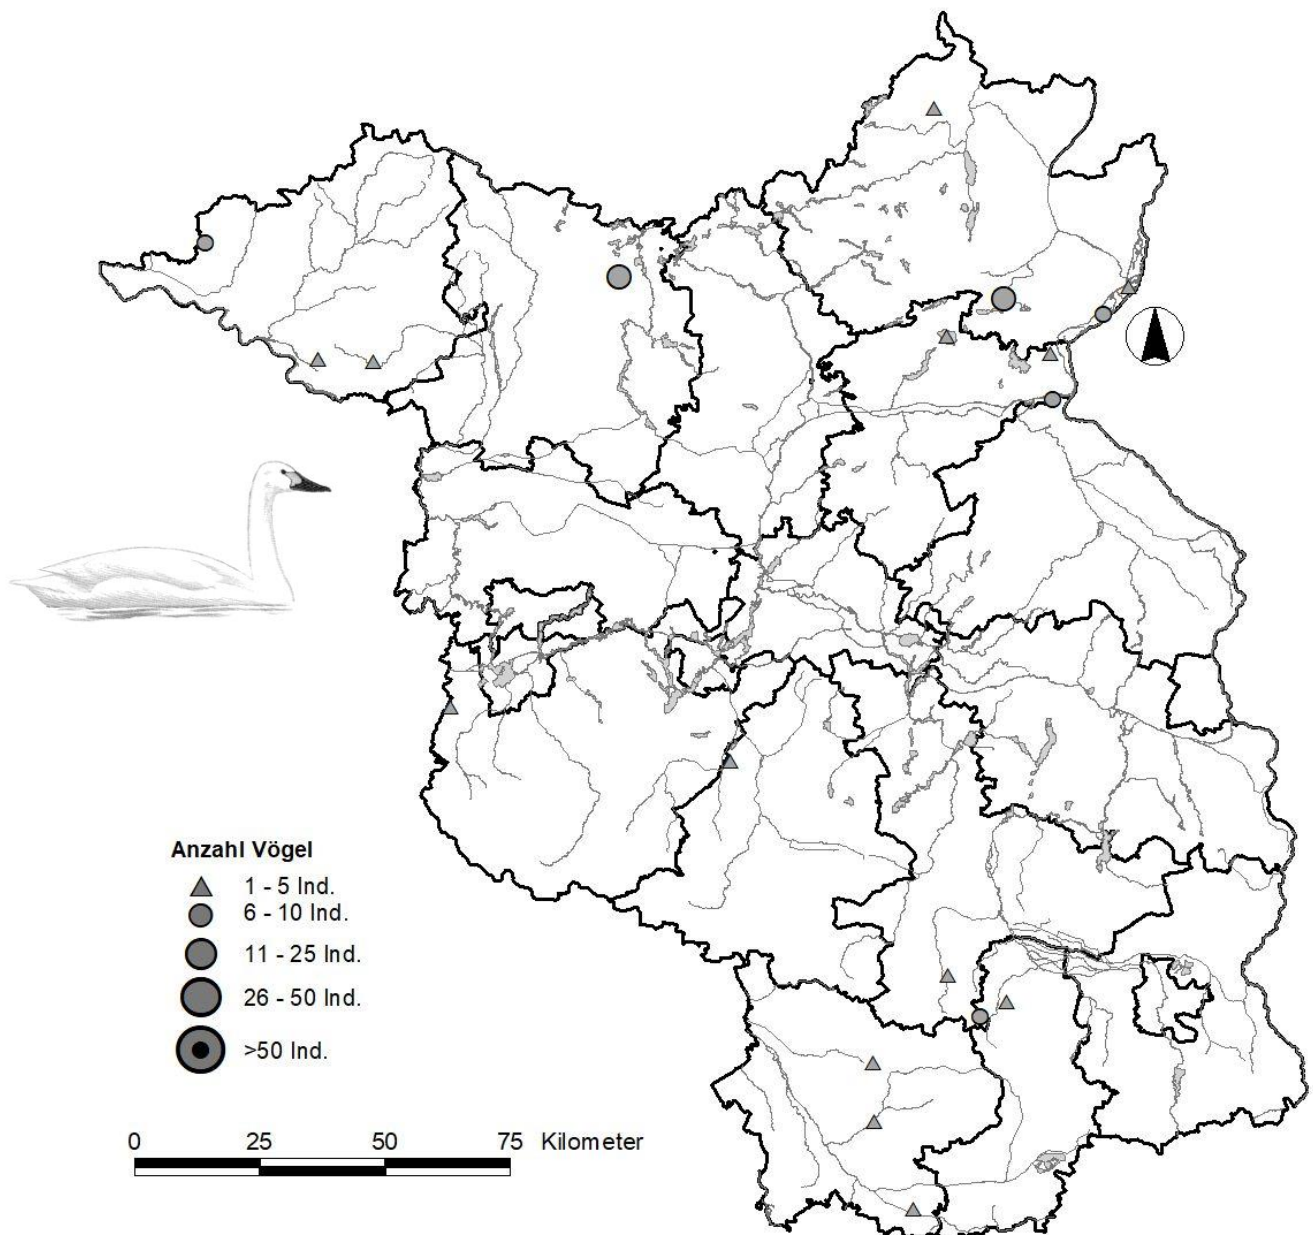 Anzahl Vögel
1 - 5 Ind.
6 - 10 Ind.
11 - 25 Ind.
26 - 50 Ind.
>50 Ind.
0 25 50 75 Kilometer